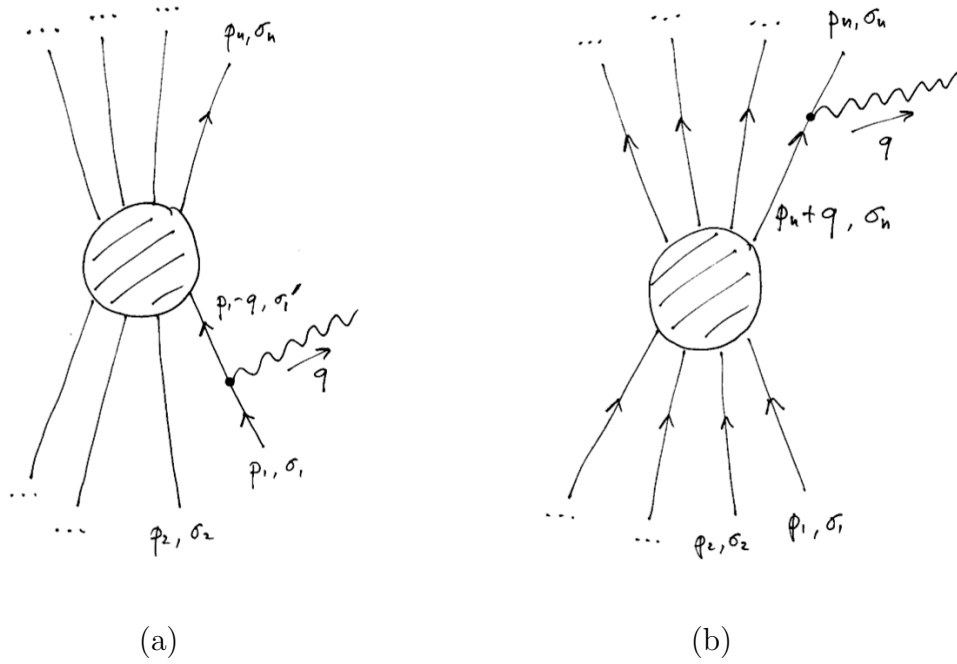 ... ... ... pₙ, σₙ
p₁-q, σ₁'
q
p₁, σ₁
...
...
p₂, σ₂
(a)
... ... ... pₙ, σₙ
q
pₙ+q, σₙ
...
...
p₂, σ₂
p₁, σ₁
(b)